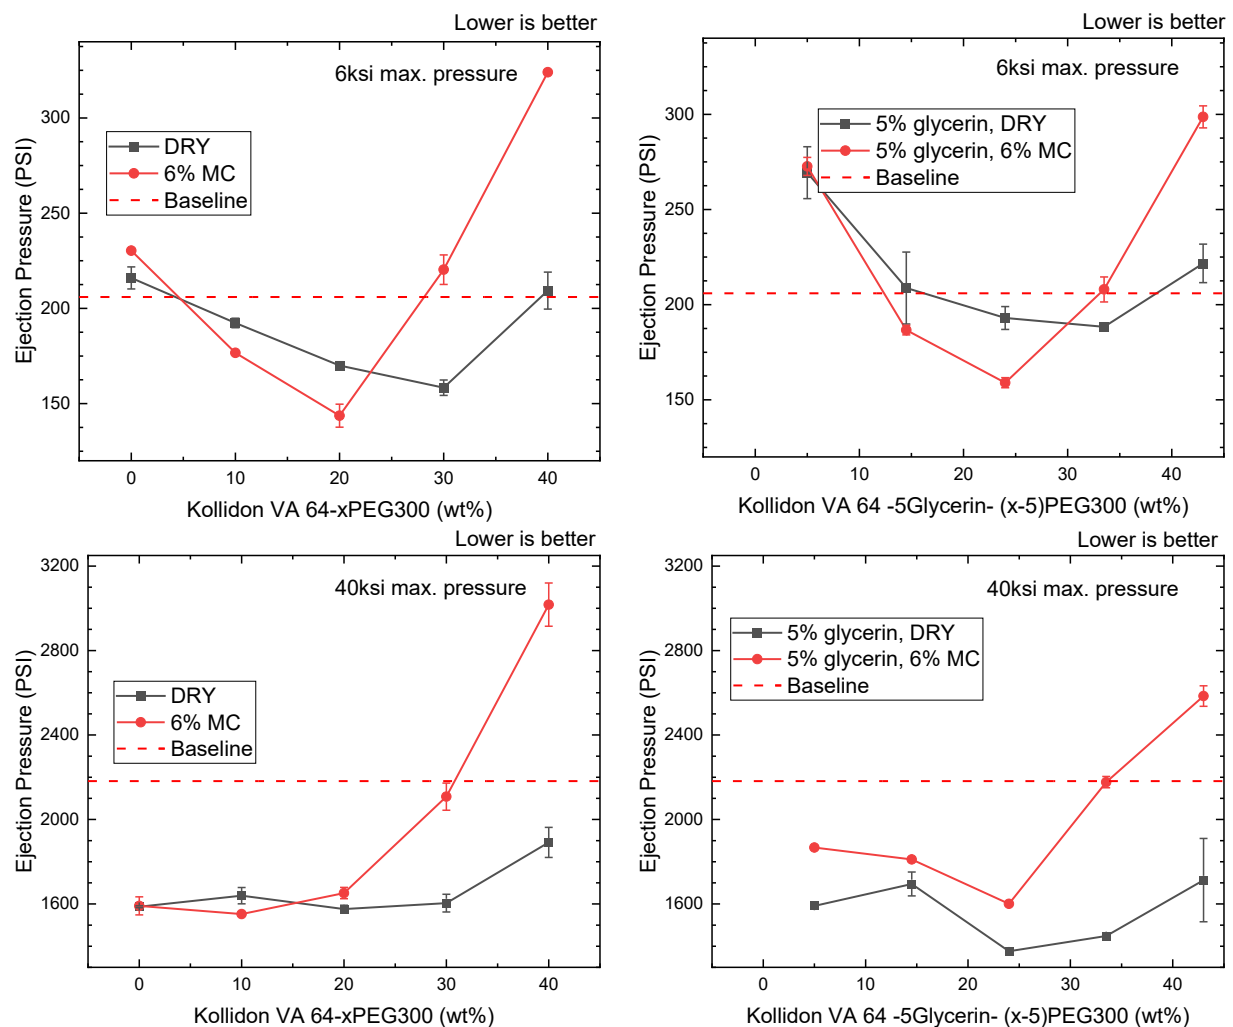 Lower is better
6ksi max. pressure
300
250
200
150
Ejection Pressure (PSI)
DRY
6% MC
Baseline
0 10 20 30 40
Kollidon VA 64-xPEG300 (wt%)
Lower is better
6ksi max. pressure
300
250
200
150
Ejection Pressure (PSI)
5% glycerin, DRY
5% glycerin, 6% MC
Baseline
0 10 20 30 40
Kollidon VA 64 -5Glycerin- (x-5)PEG300 (wt%)
Lower is better
40ksi max. pressure
3200
2800
2400
2000
1600
Ejection Pressure (PSI)
DRY
6% MC
Baseline
0 10 20 30 40
Kollidon VA 64-xPEG300 (wt%)
Lower is better
40ksi max. pressure
3200
2800
2400
2000
1600
Ejection Pressure (PSI)
5% glycerin, DRY
5% glycerin, 6% MC
Baseline
0 10 20 30 40
Kollidon VA 64 -5Glycerin- (x-5)PEG300 (wt%)